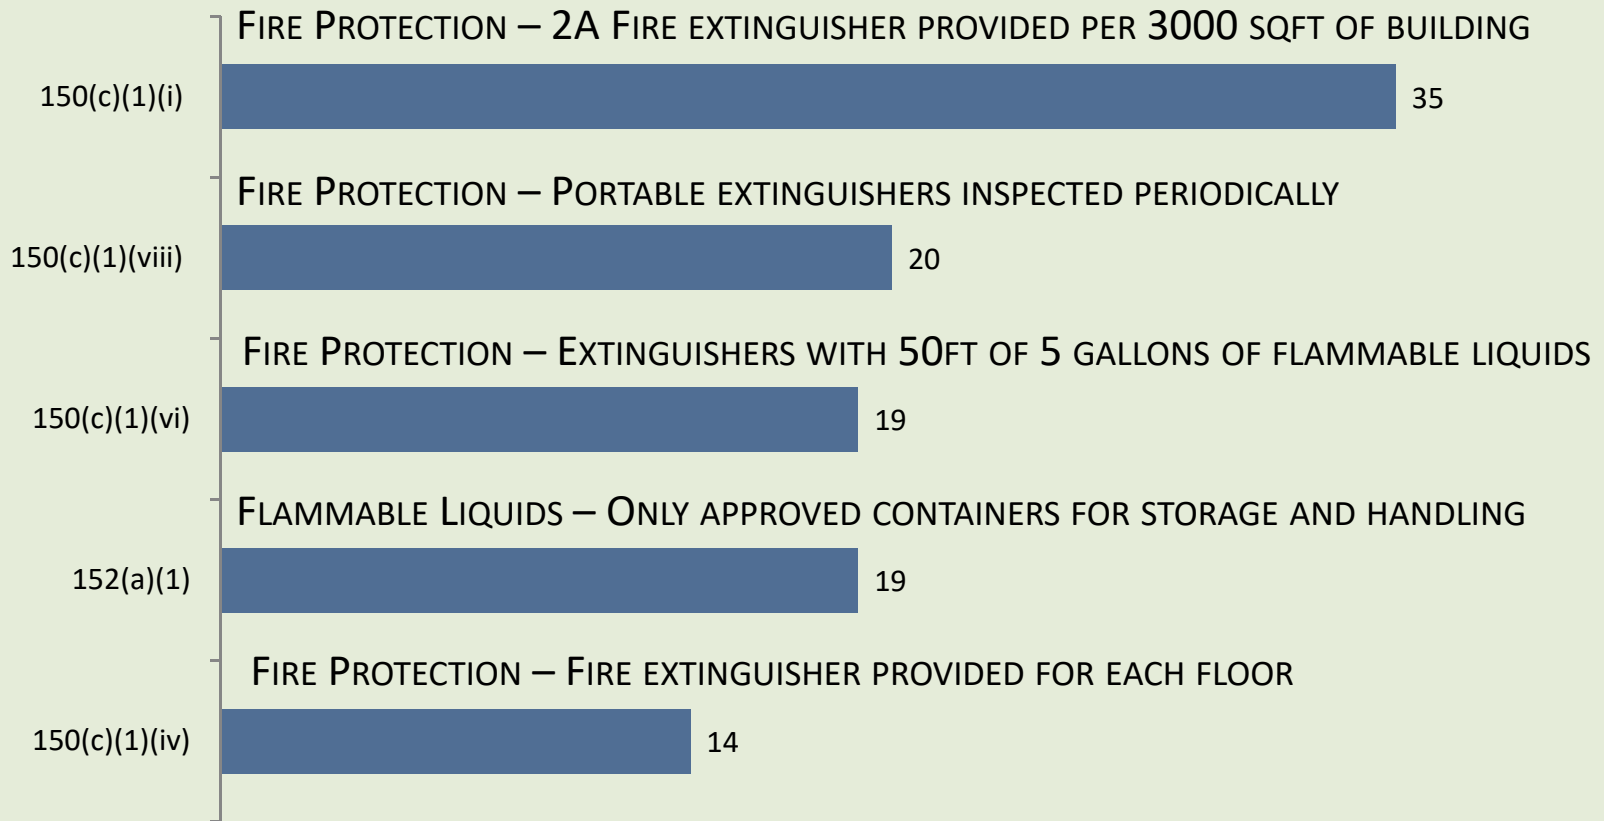 Fire Protection – 2A Fire extinguisher provided per 3000 sqft of building
150(c)(1)(i)
35
Fire Protection – Portable extinguishers inspected periodically
150(c)(1)(viii)
20
Fire Protection – Extinguishers with 50ft of 5 gallons of flammable liquids
150(c)(1)(vi)
19
Flammable Liquids – Only approved containers for storage and handling
152(a)(1)
19
Fire Protection – Fire extinguisher provided for each floor
150(c)(1)(iv)
14